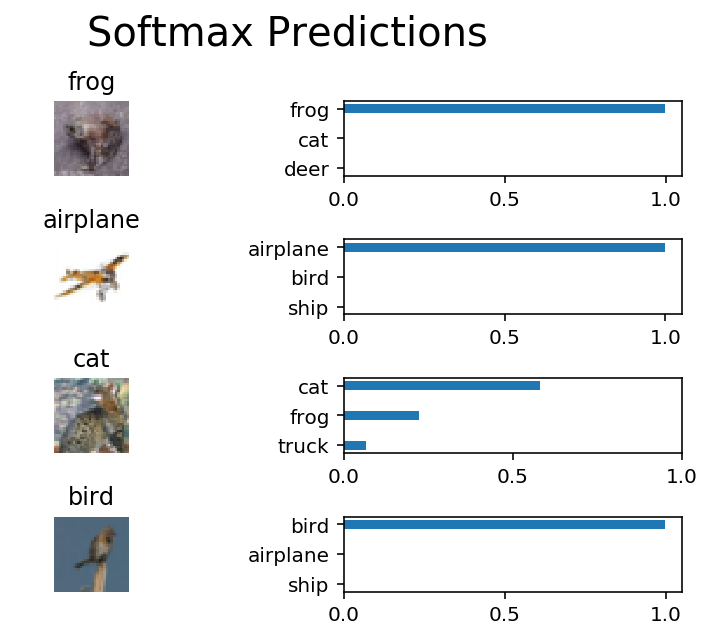 Softmax Predictions
frog
frog
cat
deer
0.0 0.5 1.0
airplane
airplane
bird
ship
0.0 0.5 1.0
cat
cat
frog
truck
0.0 0.5 1.0
bird
bird
airplane
ship
0.0 0.5 1.0